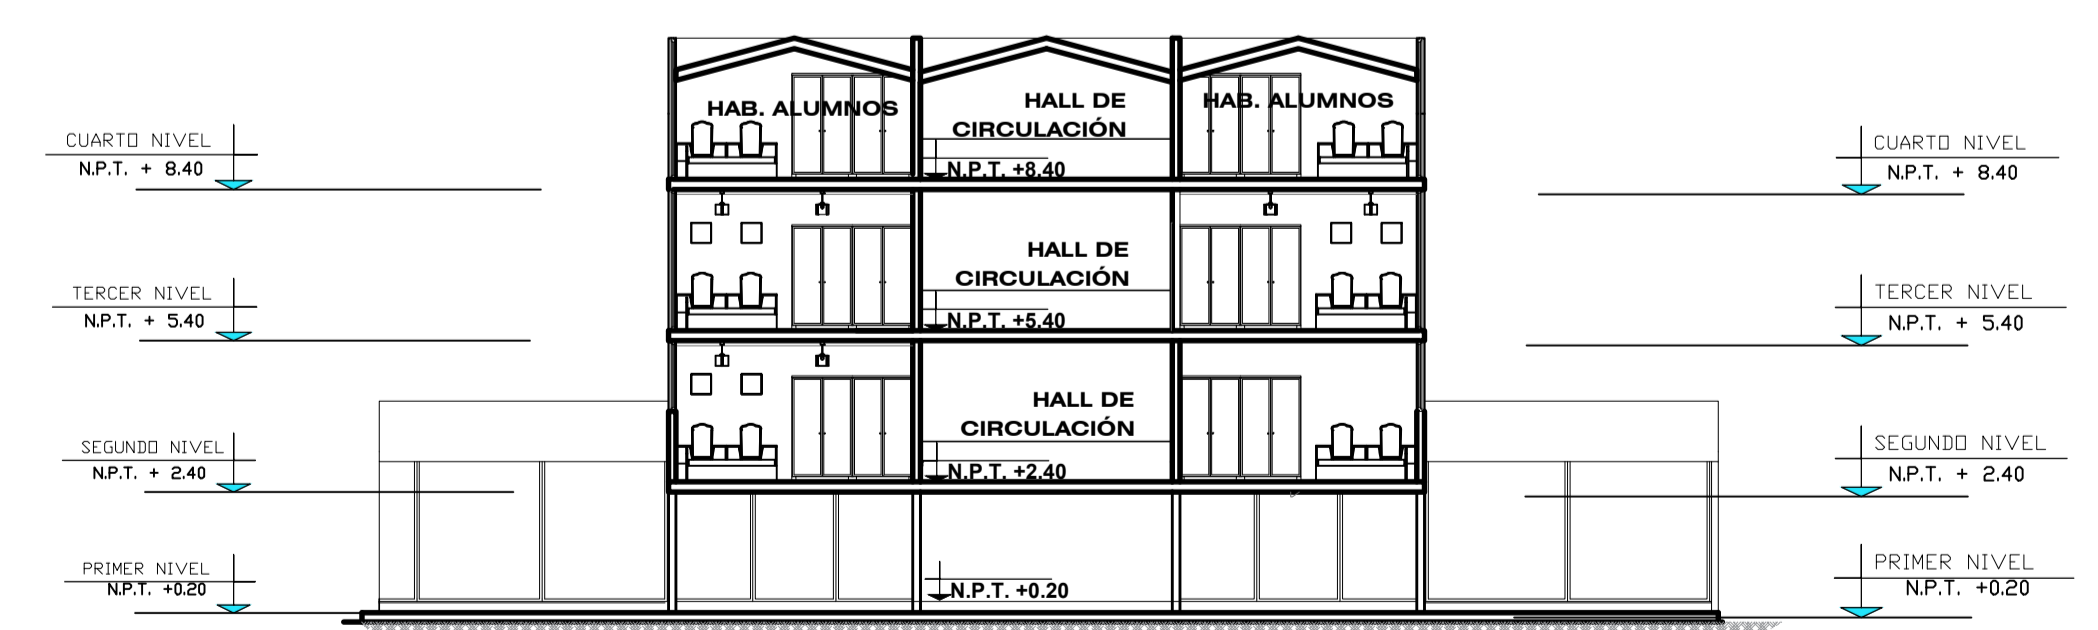 HAB. ALUMNOS
HALL DE
CIRCULACIÓN
HAB. ALUMNOS
CUARTO NIVEL
N.P.T. + 8.40
N.P.T. +8.40
CUARTO NIVEL
N.P.T. + 8.40
HALL DE
CIRCULACIÓN
TERCER NIVEL
N.P.T. + 5.40
N.P.T. +5.40
TERCER NIVEL
N.P.T. + 5.40
HALL DE
CIRCULACIÓN
SEGUNDO NIVEL
N.P.T. + 2.40
N.P.T. +2.40
SEGUNDO NIVEL
N.P.T. + 2.40
PRIMER NIVEL
N.P.T. +0.20
N.P.T. +0.20
PRIMER NIVEL
N.P.T. +0.20